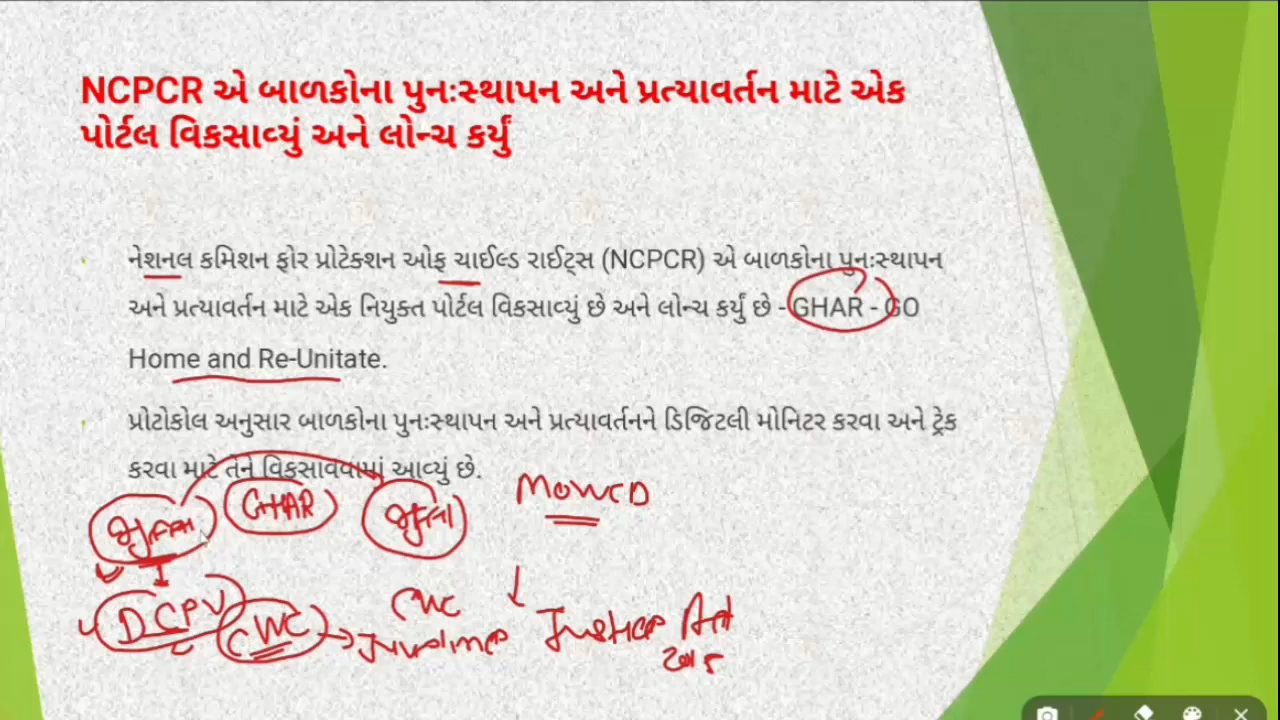 NCPCR એ બાળકોના પુનઃસ્થાપન અને પ્રત્યાવર્તન માટે એક
પોર્ટલ વિકસાવ્યું અને લોન્ચ કર્યું
નેશનલ કમિશન ફોર પ્રોટેક્શન ઓફ ચાઈલ્ડ રાઈટ્સ (NCPCR) એ બાળકોના પુનઃસ્થાપન
અને પ્રત્યાવર્તન માટે એક નિયુક્ત પોર્ટલ વિકસાવ્યું છે અને લોન્ચ કર્યું છે - GHAR - GO
Home and Re-Unitate.
પ્રોટોકોલ અનુસાર બાળકોના પુનઃસ્થાપન અને પ્રત્યાવર્તનને ડિજિટલી મોનિટર કરવા અને ટ્રેક
કરવા માટે તેને વિકસાવવામાં આવ્યું છે.
GHAR MOWCD
DCPU CWC CWC
Justice Act
2015